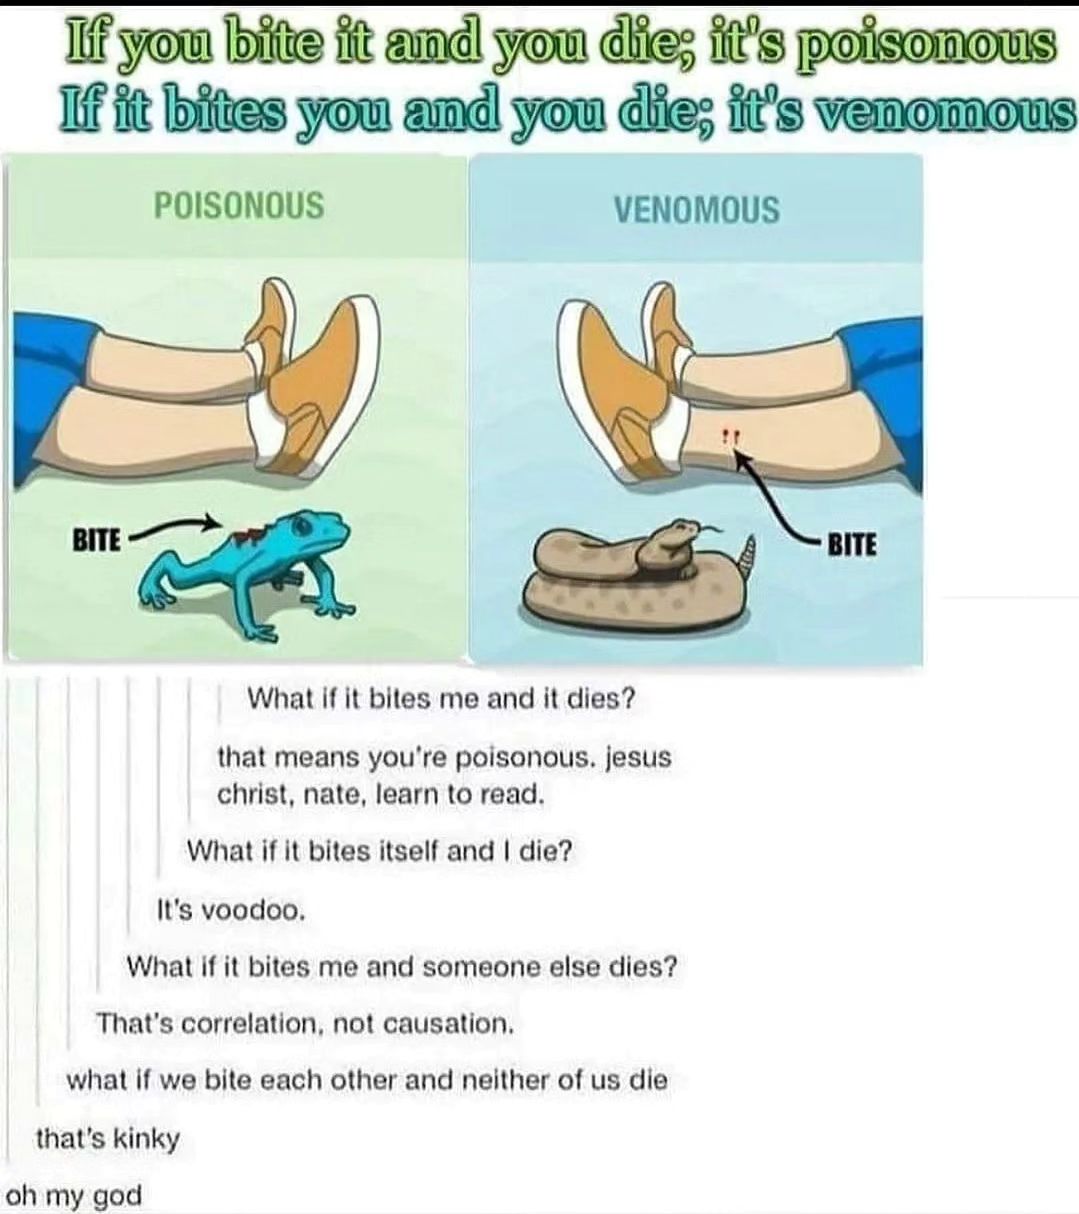 If you bite it and you die; it's poisonous
If it bites you and you die; it's venomous
POISONOUS
VENOMOUS
BITE
BITE
What if it bites me and it dies?
that means you're poisonous. jesus
christ, nate, learn to read.
What if it bites itself and I die?
It's voodoo.
What if it bites me and someone else dies?
That's correlation, not causation.
what if we bite each other and neither of us die
that's kinky
oh my god